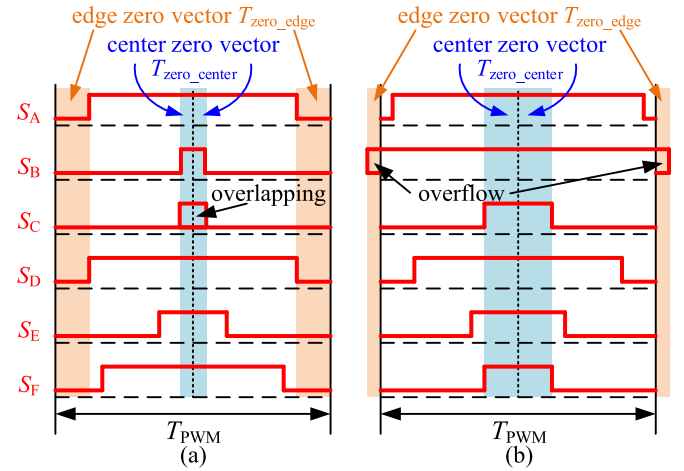 edge zero vector T_zero_edge
center zero vector
T_zero_center
S_A
S_B
overlapping
S_C
S_D
S_E
S_F
T_PWM
(a)
edge zero vector T_zero_edge
center zero vector
T_zero_center
overflow
T_PWM
(b)